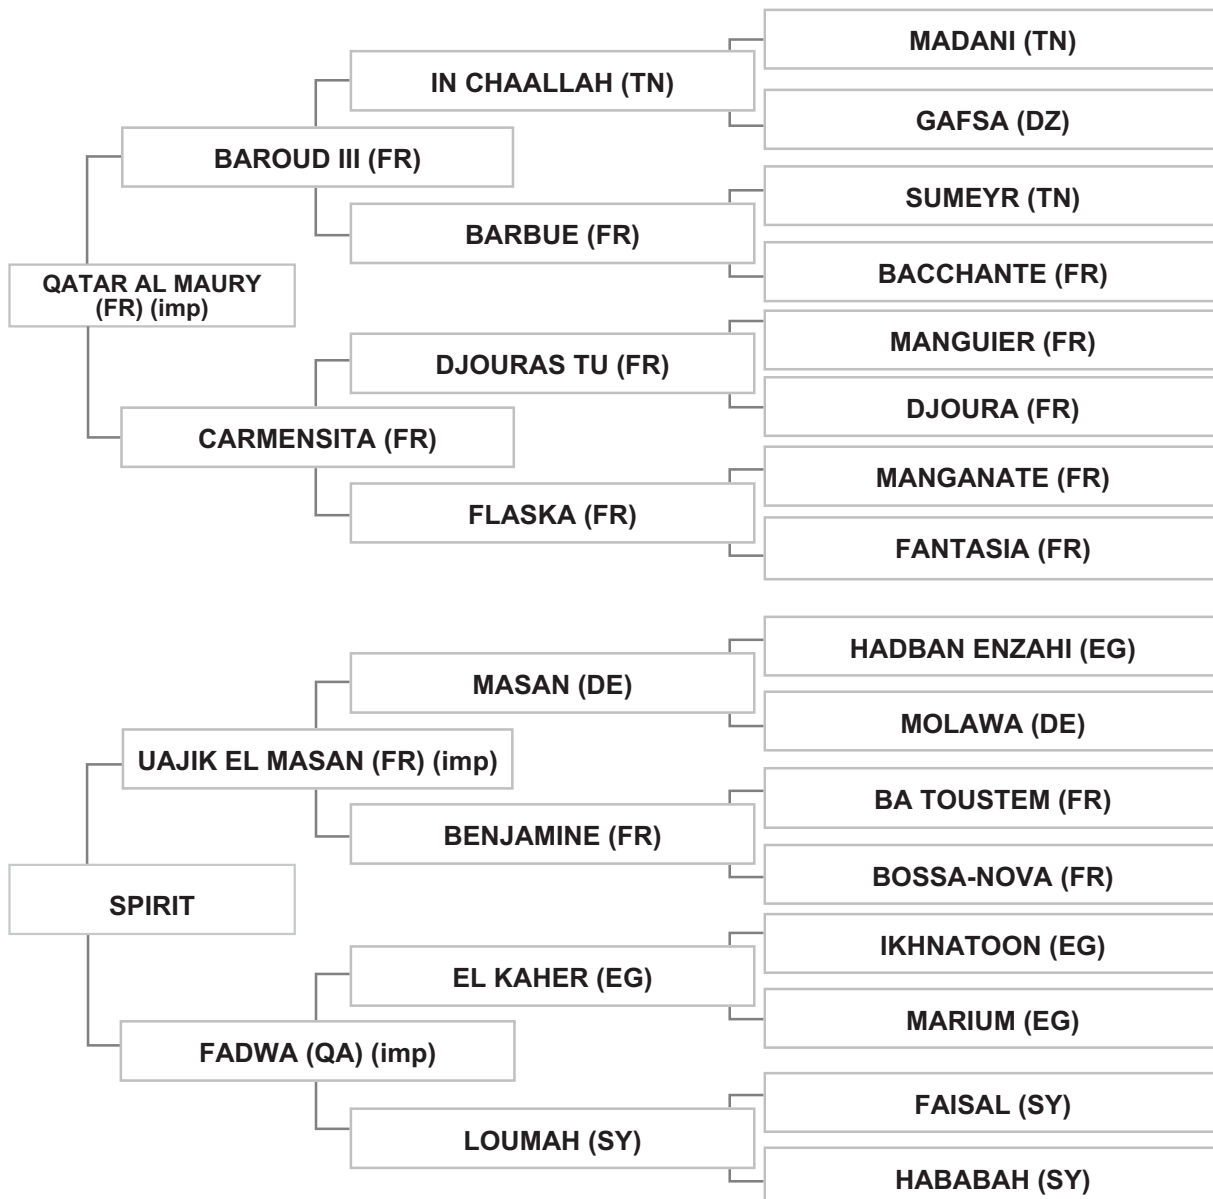 MADANI (TN)
IN CHAALLAH (TN)
GAFSA (DZ)
BAROUD III (FR)
SUMEYR (TN)
BARBUE (FR)
BACCHANTE (FR)
QATAR AL MAURY
(FR) (imp)
MANGUIER (FR)
DJOURAS TU (FR)
DJOURA (FR)
CARMENSITA (FR)
MANGANATE (FR)
FLASKA (FR)
FANTASIA (FR)
HADBAN ENZAHI (EG)
MASAN (DE)
MOLAWA (DE)
UAJIK EL MASAN (FR) (imp)
BA TOUSTEM (FR)
BENJAMINE (FR)
BOSSA-NOVA (FR)
SPIRIT
IKHNATOON (EG)
EL KAHER (EG)
MARIUM (EG)
FADWA (QA) (imp)
FAISAL (SY)
LOUMAH (SY)
HABABAH (SY)